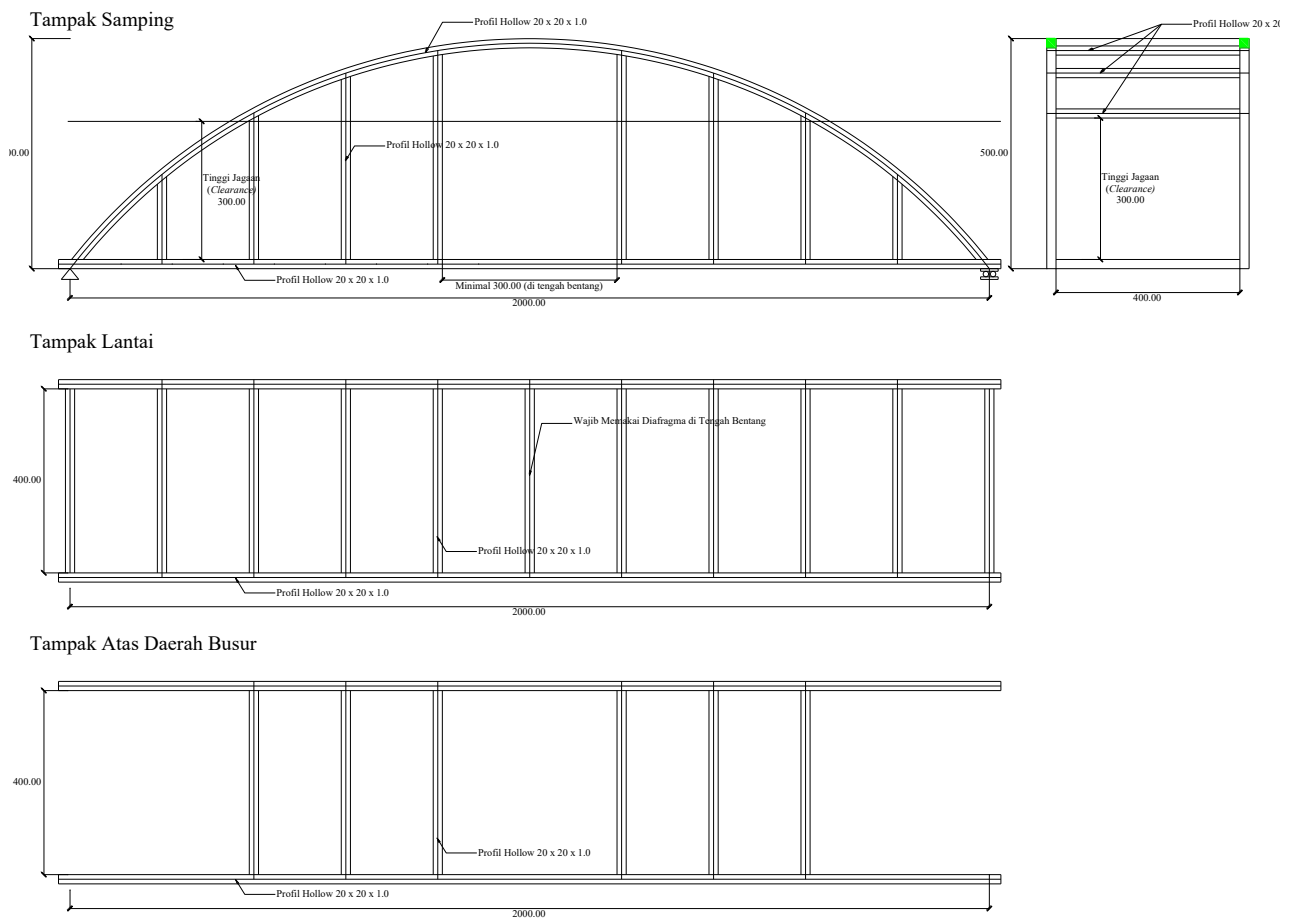 Tampak Samping
Profil Hollow 20 x 20 x 1.0
Profil Hollow 20 x 20
00.00
Profil Hollow 20 x 20 x 1.0
500.00
Tinggi Jagaan
(Clearance)
300.00
Tinggi Jagaan
(Clearance)
300.00
Profil Hollow 20 x 20 x 1.0
Minimal 300.00 (di tengah bentang)
2000.00
400.00
Tampak Lantai
Wajib Memakai Diafragma di Tengah Bentang
400.00
Profil Hollow 20 x 20 x 1.0
Profil Hollow 20 x 20 x 1.0
2000.00
Tampak Atas Daerah Busur
400.00
Profil Hollow 20 x 20 x 1.0
Profil Hollow 20 x 20 x 1.0
2000.00